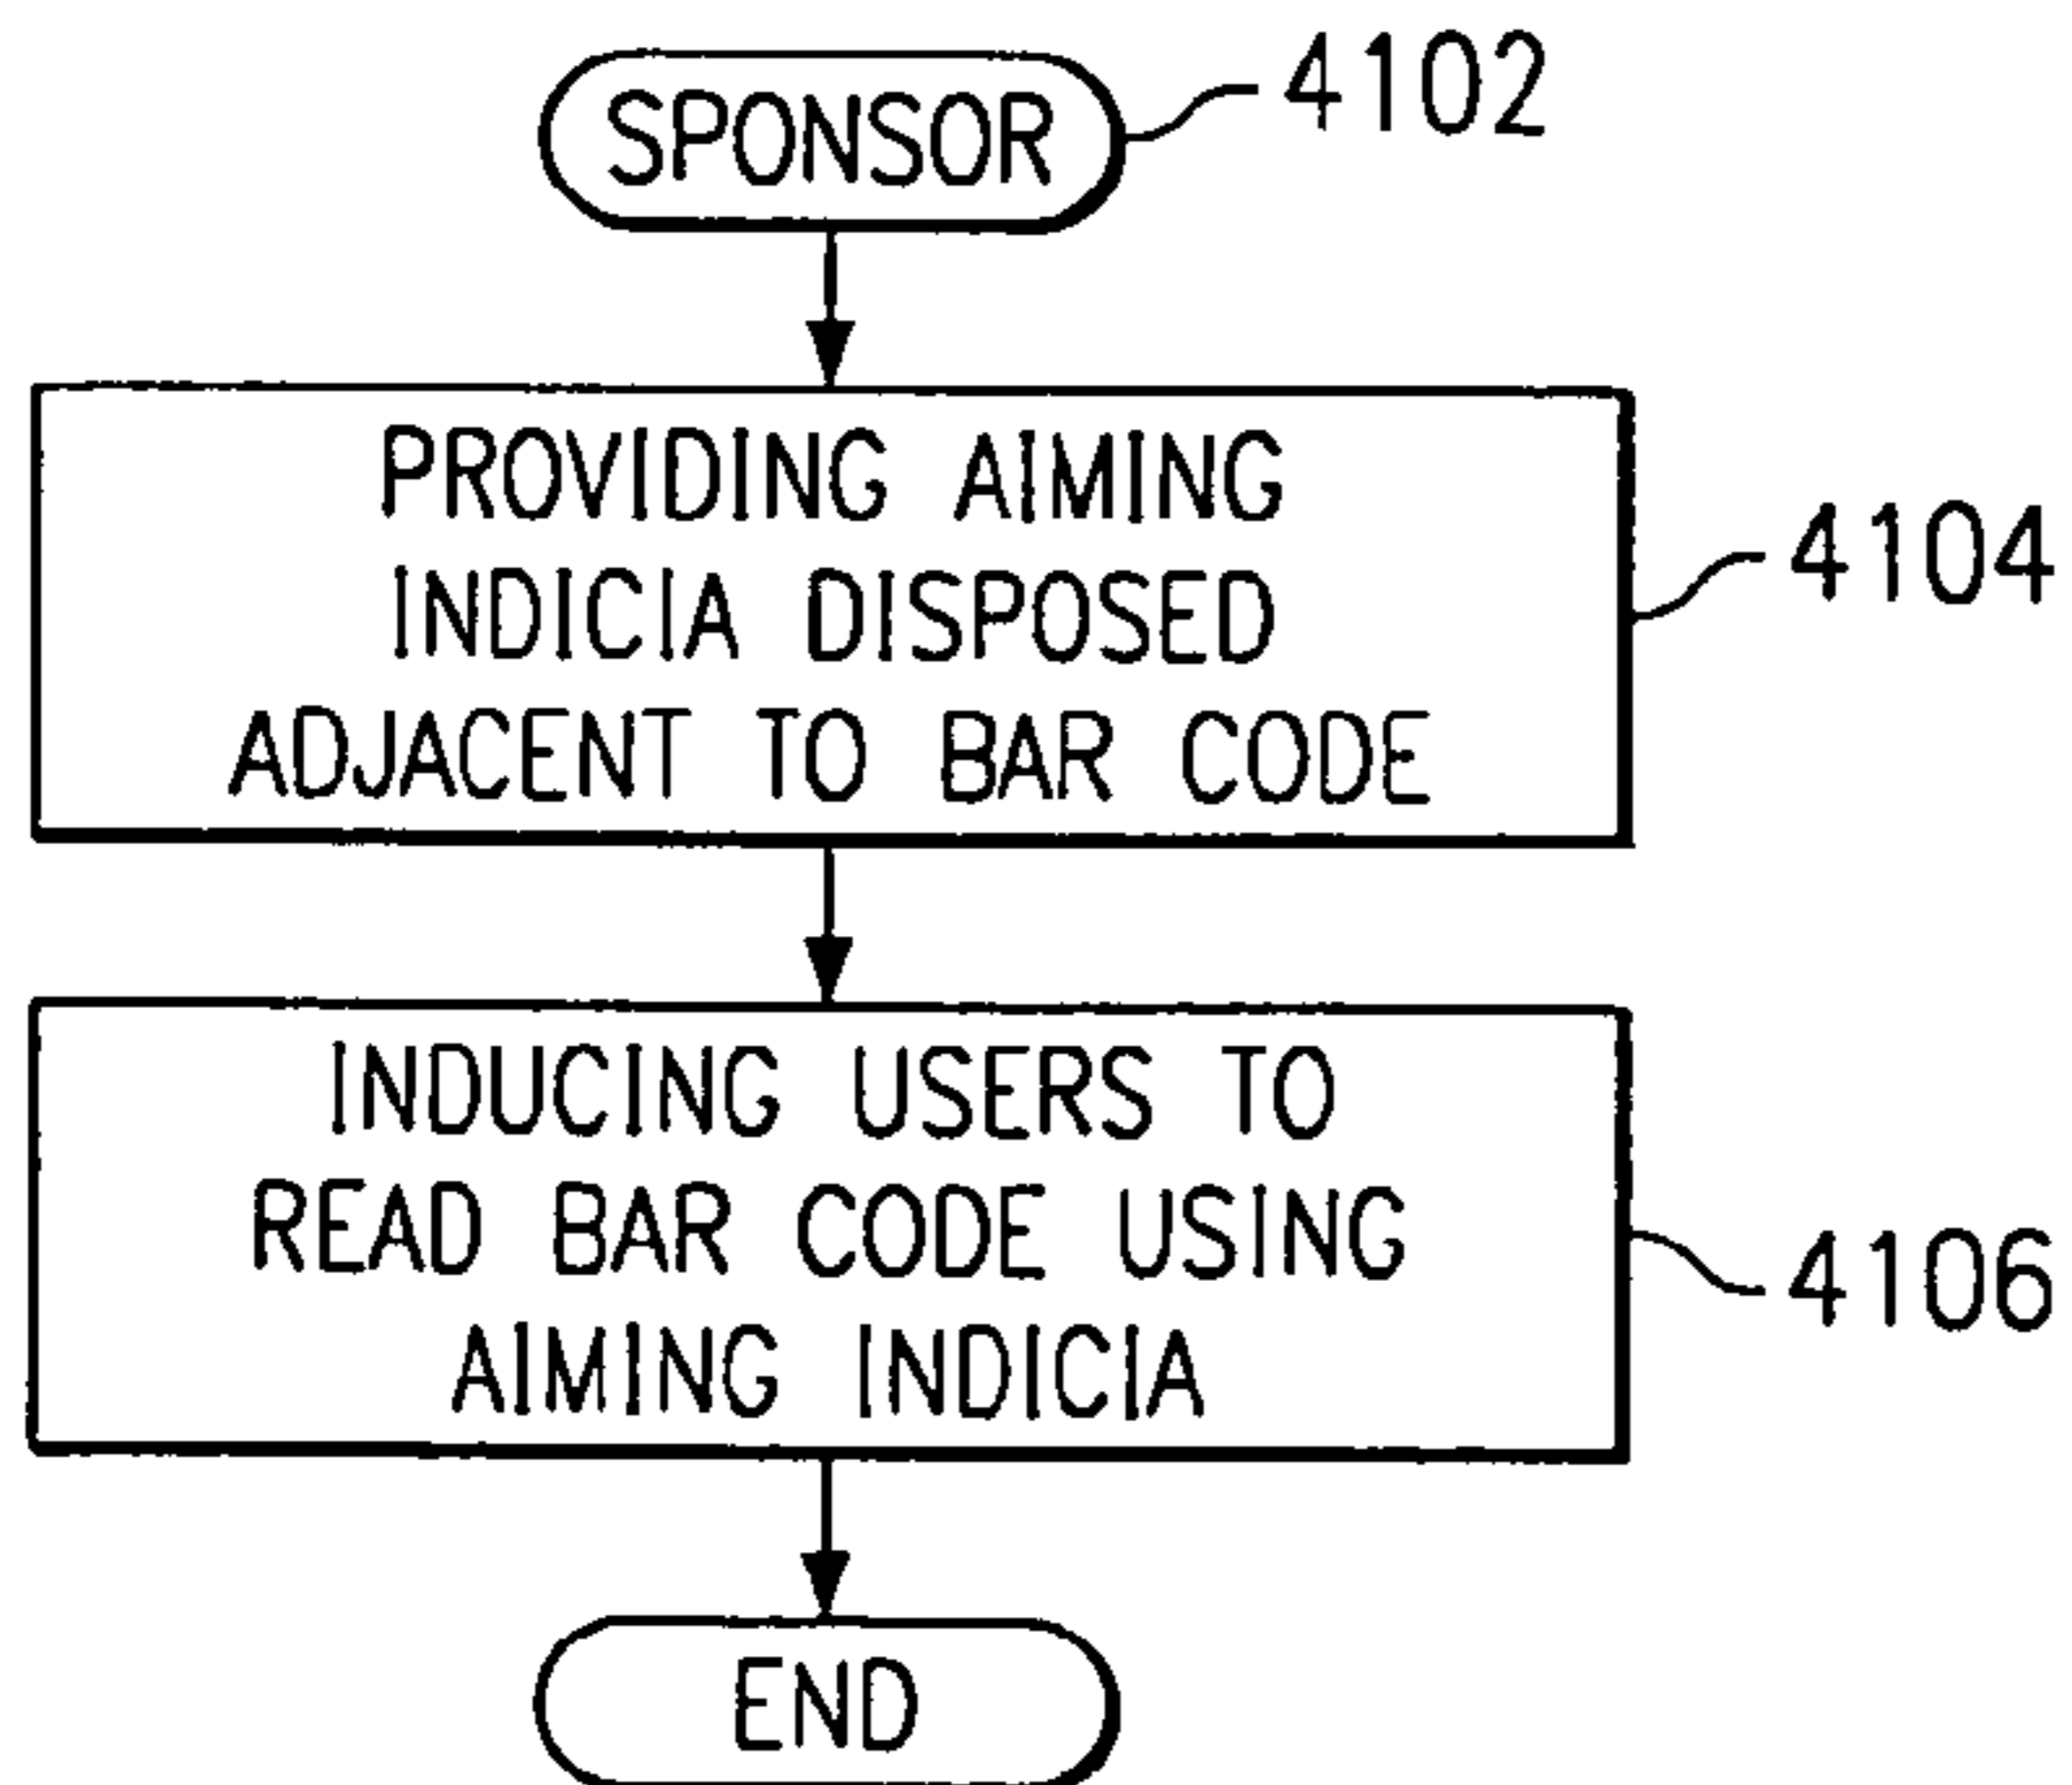 SPONSOR
4102
PROVIDING AIMING
INDICIA DISPOSED
ADJACENT TO BAR CODE
4104
INDUCING USERS TO
READ BAR CODE USING
AIMING INDICIA
4106
END